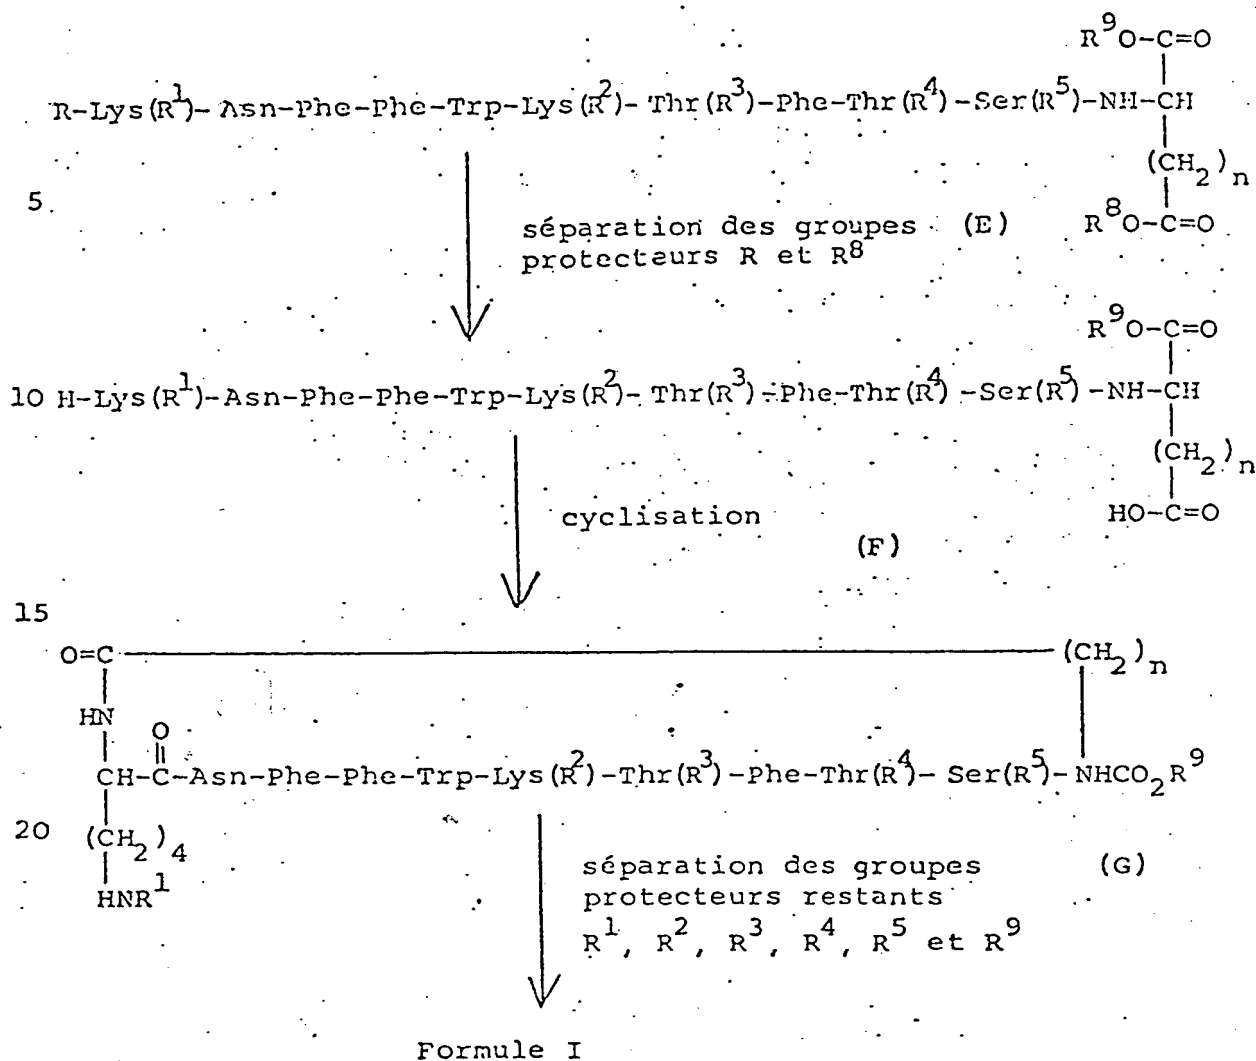 R⁹O-C=O
R-Lys(R¹)-Asn-Phe-Phe-Trp-Lys(R²)-Thr(R³)-Phe-Thr(R⁴)-Ser(R⁵)-NH-CH
(CH₂)n
5
séparation des groupes (E) R⁸O-C=O
protecteurs R et R⁸
R⁹O-C=O
10 H-Lys(R¹)-Asn-Phe-Phe-Trp-Lys(R²)-Thr(R³)-Phe-Thr(R⁴)-Ser(R⁵)-NH-CH
(CH₂)n
cyclisation HO-C=O
(F)
15
O=C (CH₂)n
HN O
CH-C-Asn-Phe-Phe-Trp-Lys(R²)-Thr(R³)-Phe-Thr(R⁴)-Ser(R⁵)-NHCO₂R⁹
20 (CH₂)₄
séparation des groupes (G)
HNR¹ protecteurs restants
R¹, R², R³, R⁴, R⁵ et R⁹
Formule I